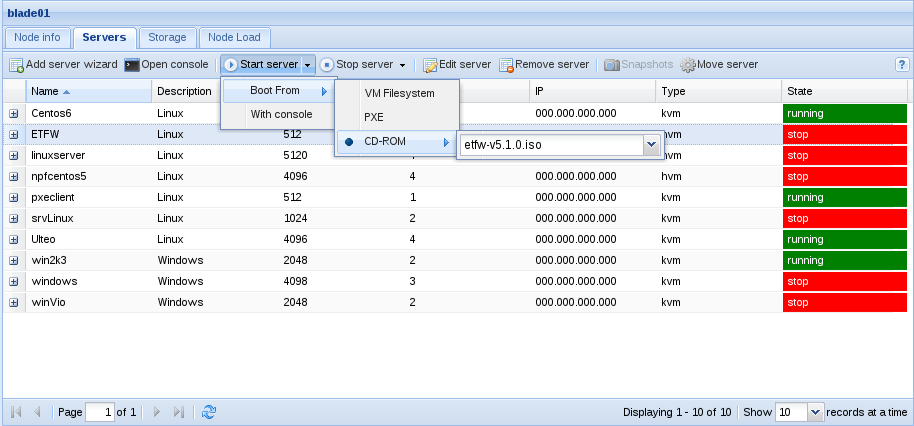 blade01
Node info Servers Storage Node Load
Add server wizard Open console Start server Stop server Edit server Remove server Snapshots Move server ?
Name Description IP Type State
Boot From
With console
VM Filesystem
PXE
CD-ROM
etfw-v5.1.0.iso
Centos6 Linux 000.000.000.000 kvm running
ETFW Linux 512 stop
linuxserver Linux 5120 stop
npfcentos5 Linux 4096 4 000.000.000.000 hvm stop
pxeclient Linux 512 1 000.000.000.000 kvm running
srvLinux Linux 1024 2 000.000.000.000 kvm stop
Ulteo Linux 4096 4 000.000.000.000 kvm running
win2k3 Windows 2048 2 000.000.000.000 kvm running
windows Windows 4098 3 000.000.000.000 kvm stop
winVio Windows 2048 2 000.000.000.000 kvm stop
Page 1 of 1 Displaying 1 - 10 of 10 Show 10 records at a time